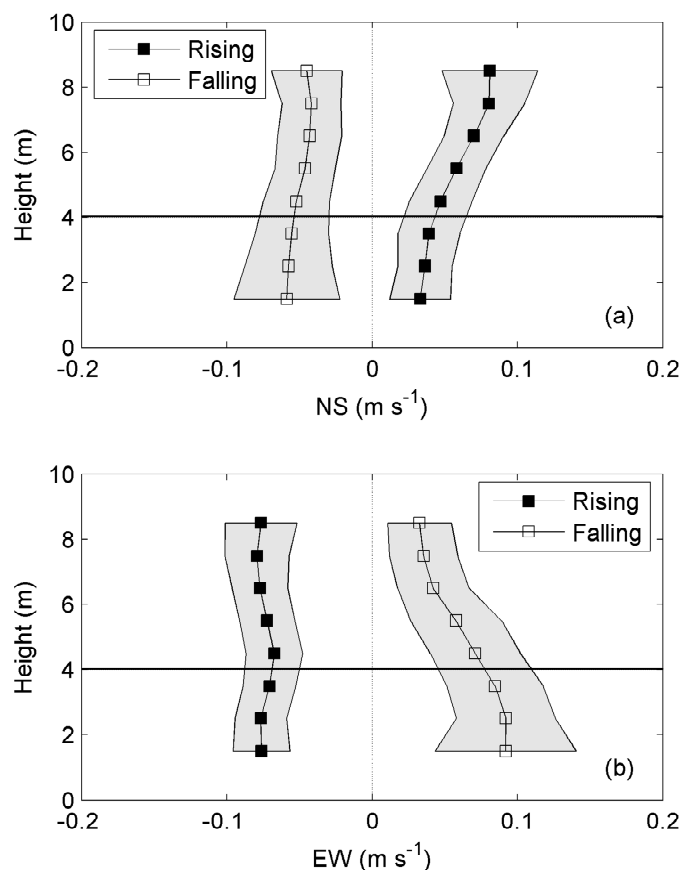 10
Rising
Falling
8
6
4
2
0
Height (m)
(a)
-0.2 -0.1 0 0.1 0.2
NS (m s⁻¹)
10
Rising
Falling
8
6
4
2
0
Height (m)
(b)
-0.2 -0.1 0 0.1 0.2
EW (m s⁻¹)